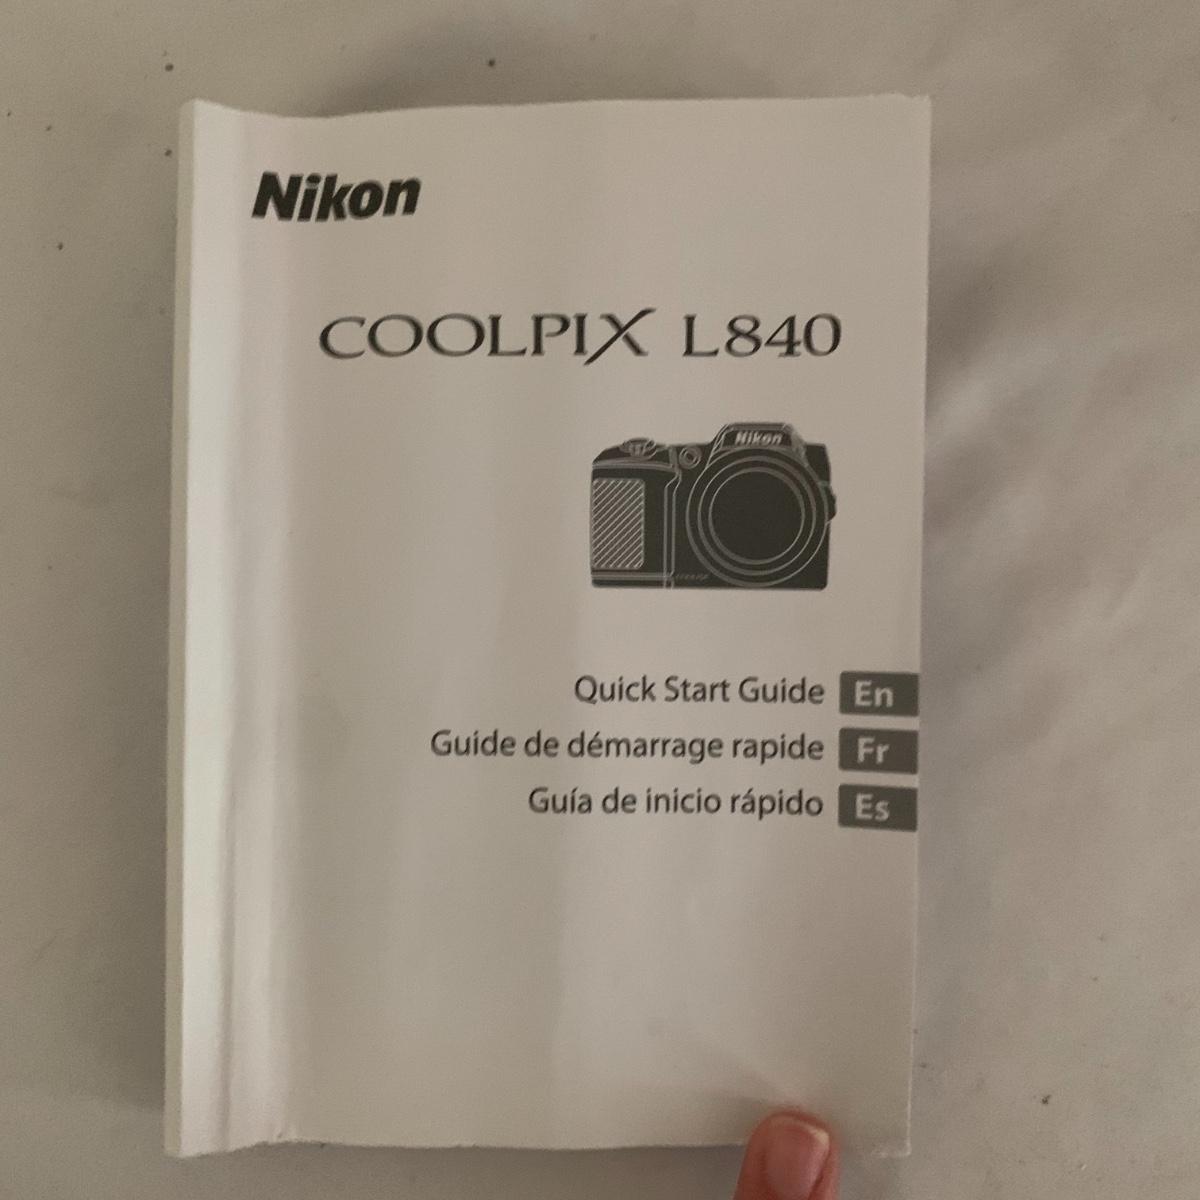 Nikon
COOLPIX L840
Nikon
Quick Start Guide En
Guide de démarrage rapide Fr
Guía de inicio rápido Es